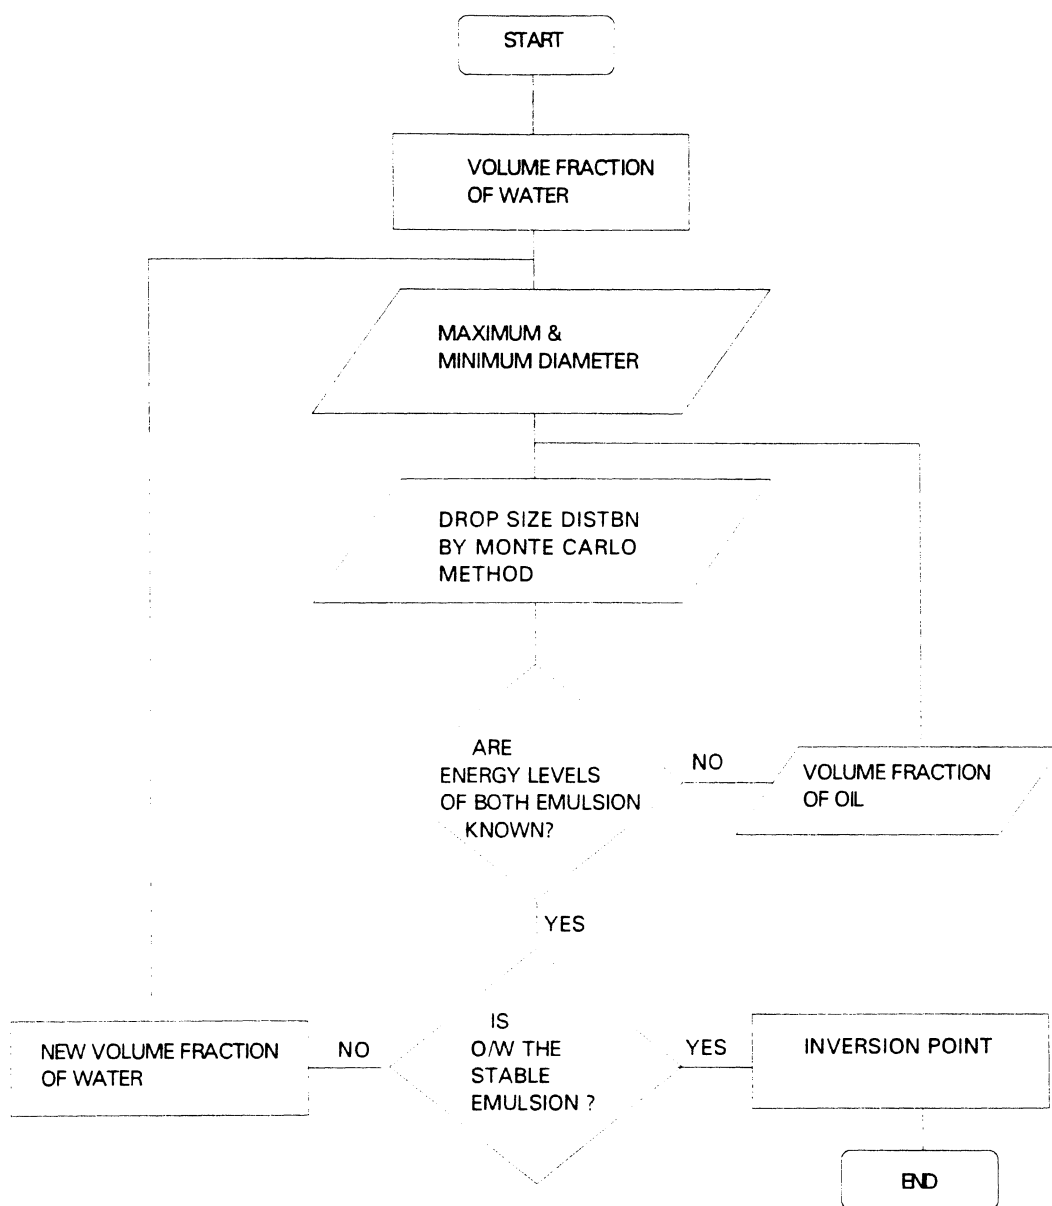 START
VOLUME FRACTION
OF WATER
MAXIMUM &
MINIMUM DIAMETER
DROP SIZE DISTBN
BY MONTE CARLO
METHOD
ARE
ENERGY LEVELS
OF BOTH EMULSION
KNOWN?
NO
VOLUME FRACTION
OF OIL
YES
NEW VOLUME FRACTION
OF WATER
NO
IS
O/W THE
STABLE
EMULSION ?
YES
INVERSION POINT
END